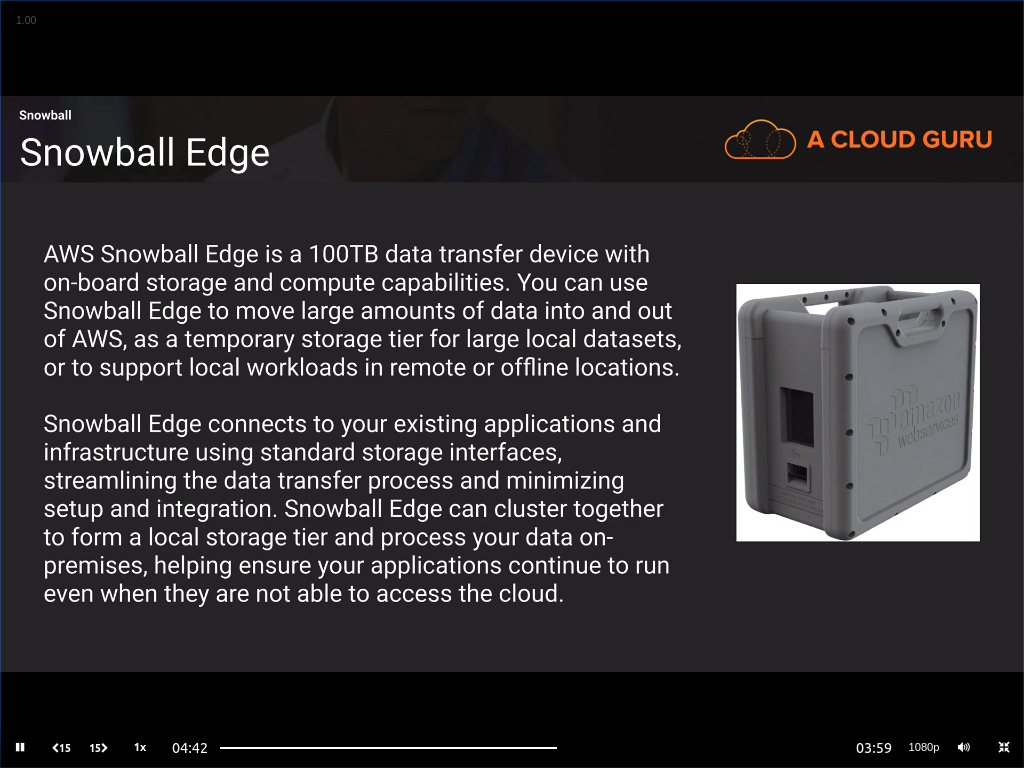 1.00
Snowball
Snowball Edge
A CLOUD GURU
AWS Snowball Edge is a 100TB data transfer device with
on-board storage and compute capabilities. You can use
Snowball Edge to move large amounts of data into and out
of AWS, as a temporary storage tier for large local datasets,
or to support local workloads in remote or offline locations.
Snowball Edge connects to your existing applications and
infrastructure using standard storage interfaces,
streamlining the data transfer process and minimizing
setup and integration. Snowball Edge can cluster together
to form a local storage tier and process your data on-
premises, helping ensure your applications continue to run
even when they are not able to access the cloud.
amazon
webservices
15 15 1x 04:42 03:59 1080p